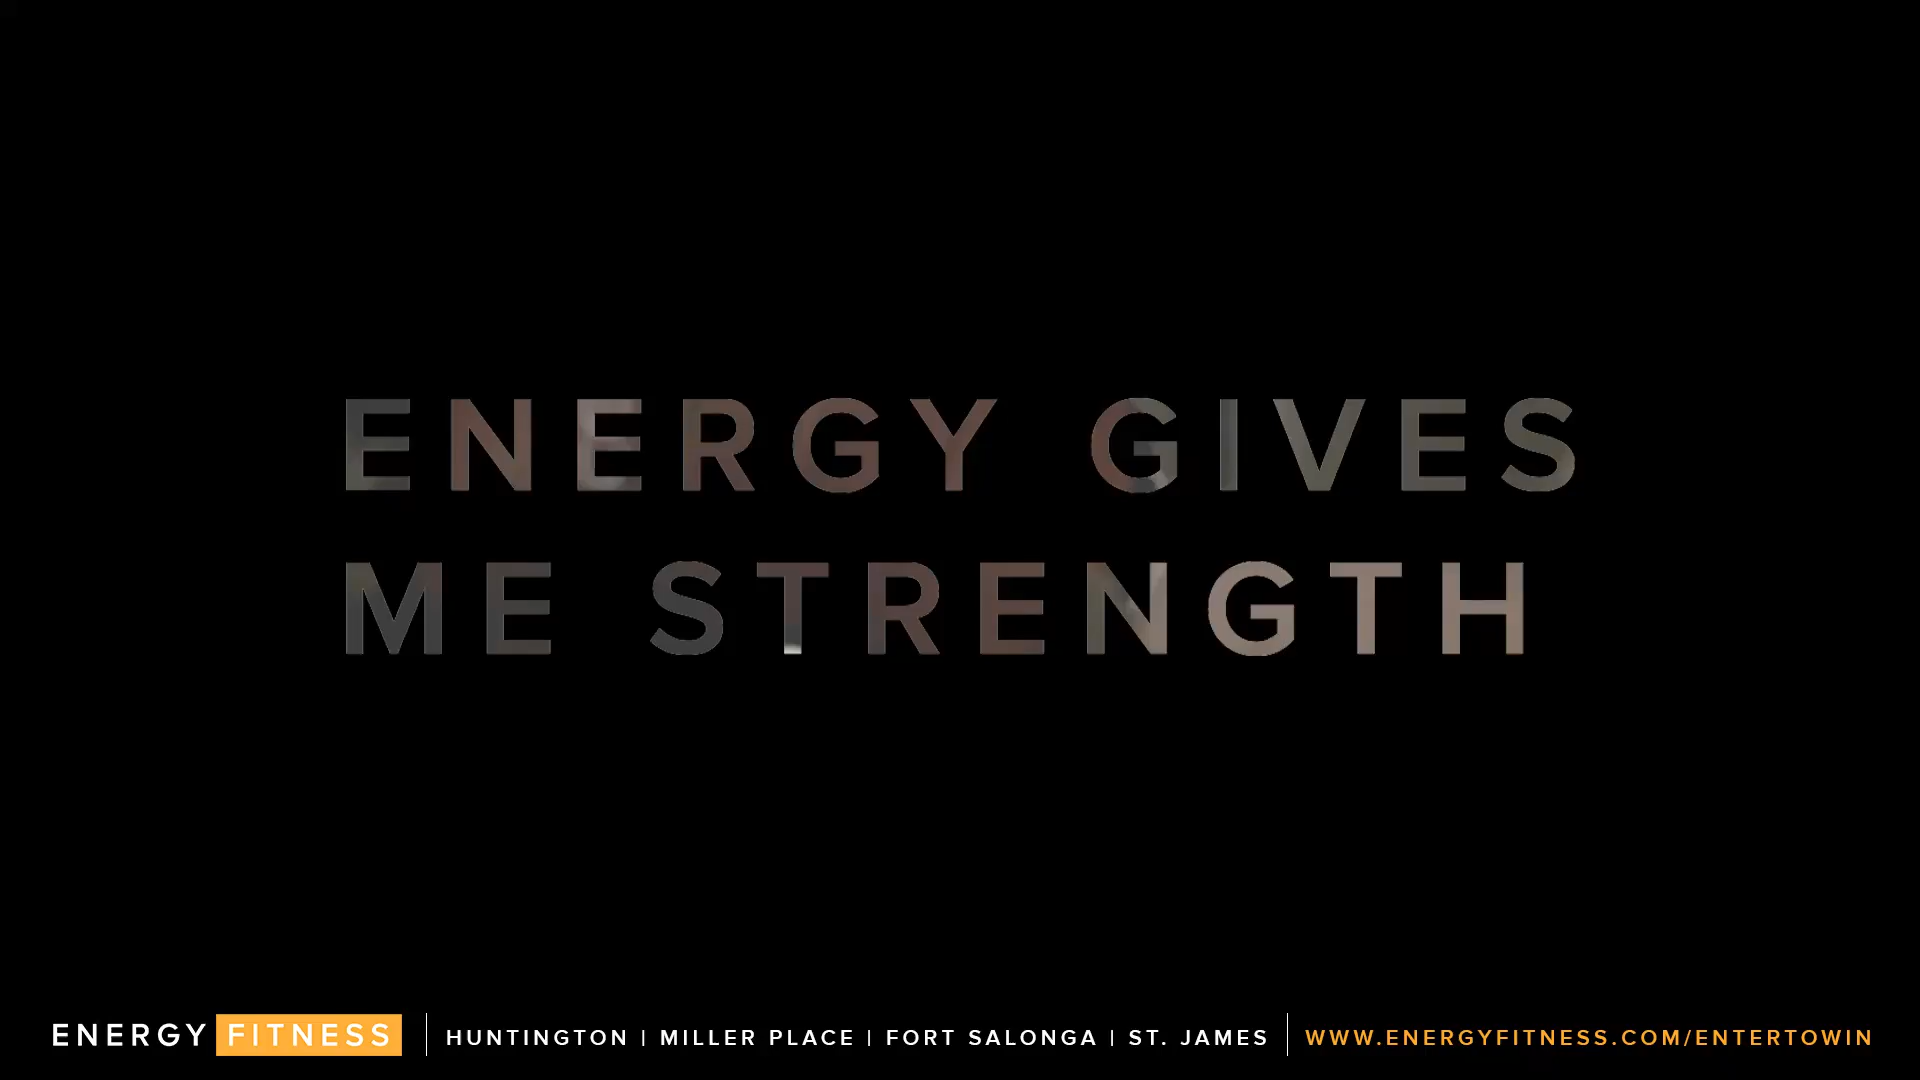 ENERGY GIVES
ME STRENGTH
ENERGY FITNESS | HUNTINGTON | MILLER PLACE | FORT SALONGA | ST. JAMES | WWW.ENERGYFITNESS.COM/ENTERTOWIN